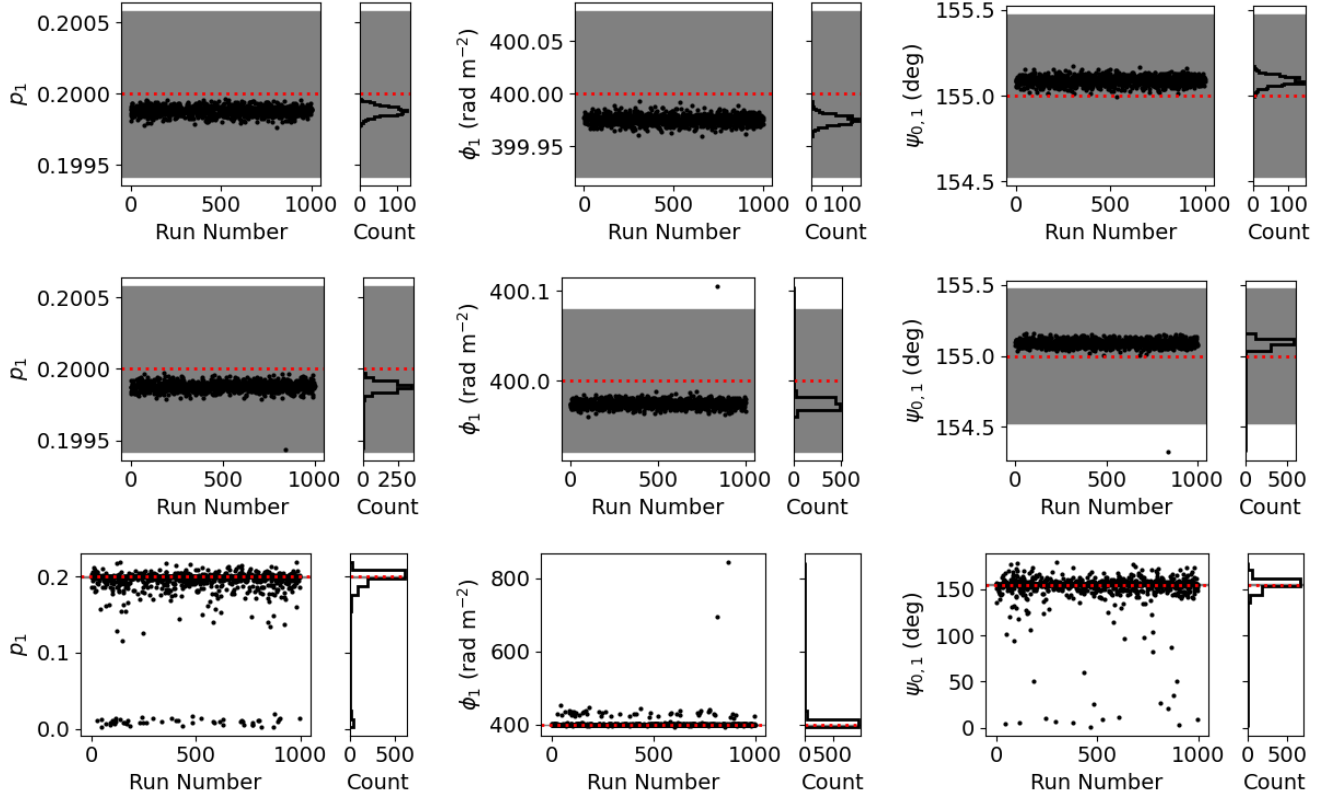 0.2005
0.2000
0.1995
p₁
0 500 1000
Run Number
0 100
Count
400.05
400.00
399.95
ϕ₁ (rad m⁻²)
0 500 1000
Run Number
0 100
Count
155.5
155.0
154.5
ψ₀,₁ (deg)
0 500 1000
Run Number
0 100
Count
0.2005
0.2000
0.1995
p₁
0 500 1000
Run Number
0 250
Count
400.1
400.0
ϕ₁ (rad m⁻²)
0 500 1000
Run Number
0 500
Count
155.5
155.0
154.5
ψ₀,₁ (deg)
0 500 1000
Run Number
0 500
Count
0.2
0.1
0.0
p₁
0 500 1000
Run Number
0 500
Count
800
600
400
ϕ₁ (rad m⁻²)
0 500 1000
Run Number
0 500
Count
150
100
50
0
ψ₀,₁ (deg)
0 500 1000
Run Number
0 500
Count